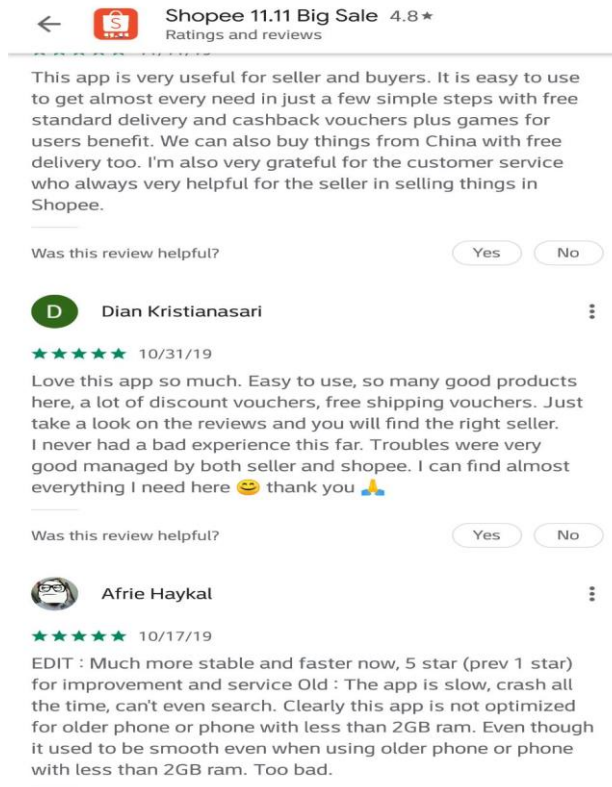 Shopee 11.11 Big Sale 4.8★
Ratings and reviews
This app is very useful for seller and buyers. It is easy to use
to get almost every need in just a few simple steps with free
standard delivery and cashback vouchers plus games for
users benefit. We can also buy things from China with free
delivery too. I'm also very grateful for the customer service
who always very helpful for the seller in selling things in
Shopee.
Was this review helpful? Yes No
D Dian Kristianasari
★★★★★ 10/31/19
Love this app so much. Easy to use, so many good products
here, a lot of discount vouchers, free shipping vouchers. Just
take a look on the reviews and you will find the right seller.
I never had a bad experience this far. Troubles were very
good managed by both seller and shopee. I can find almost
everything I need here 😊 thank you 🙏
Was this review helpful? Yes No
Afrie Haykal
★★★★★ 10/17/19
EDIT : Much more stable and faster now, 5 star (prev 1 star)
for improvement and service Old : The app is slow, crash all
the time, can't even search. Clearly this app is not optimized
for older phone or phone with less than 2GB ram. Even though
it used to be smooth even when using older phone or phone
with less than 2GB ram. Too bad.